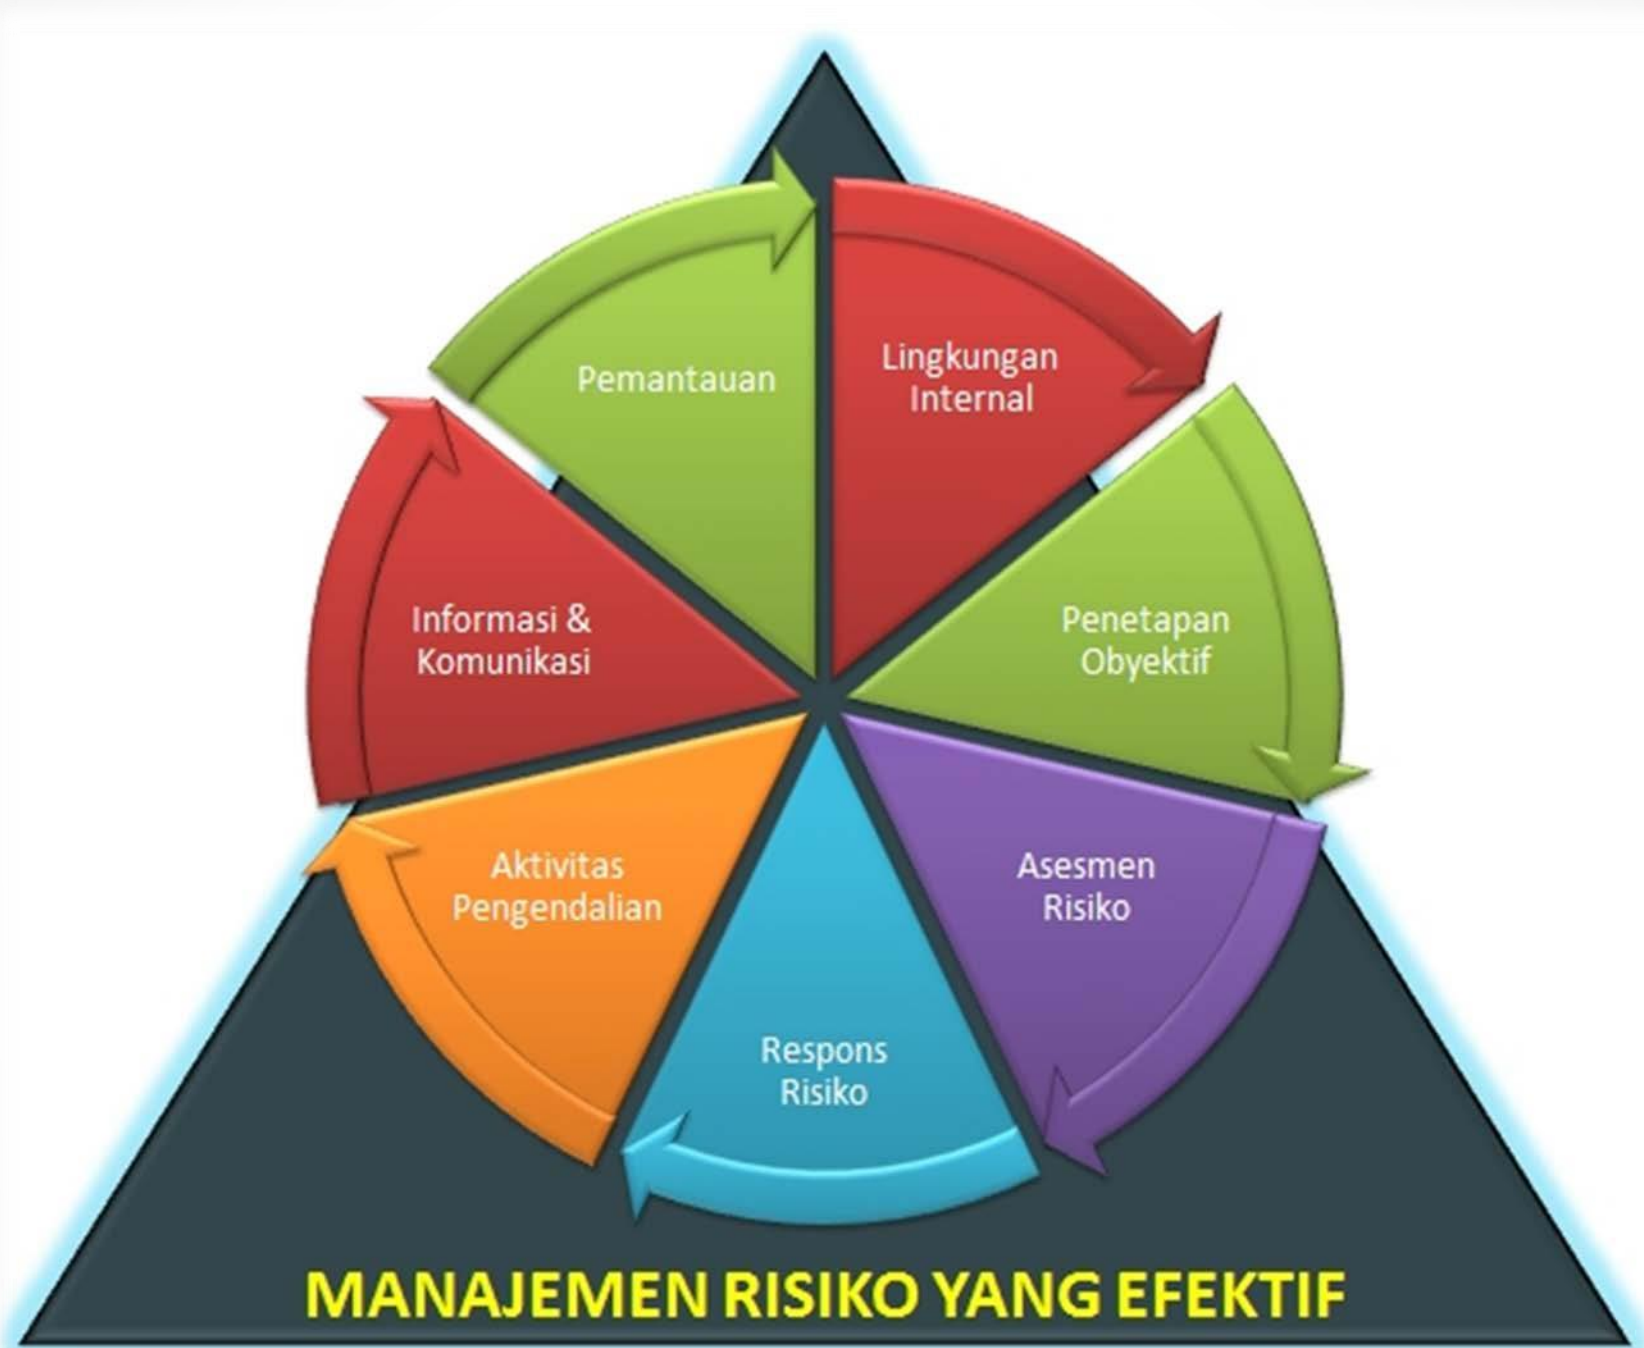 Pemantauan
Lingkungan
Internal
Penetapan
Obyektif
Asesmen
Risiko
Respons
Risiko
Aktivitas
Pengendalian
Informasi &
Komunikasi
MANAJEMEN RISIKO YANG EFEKTIF